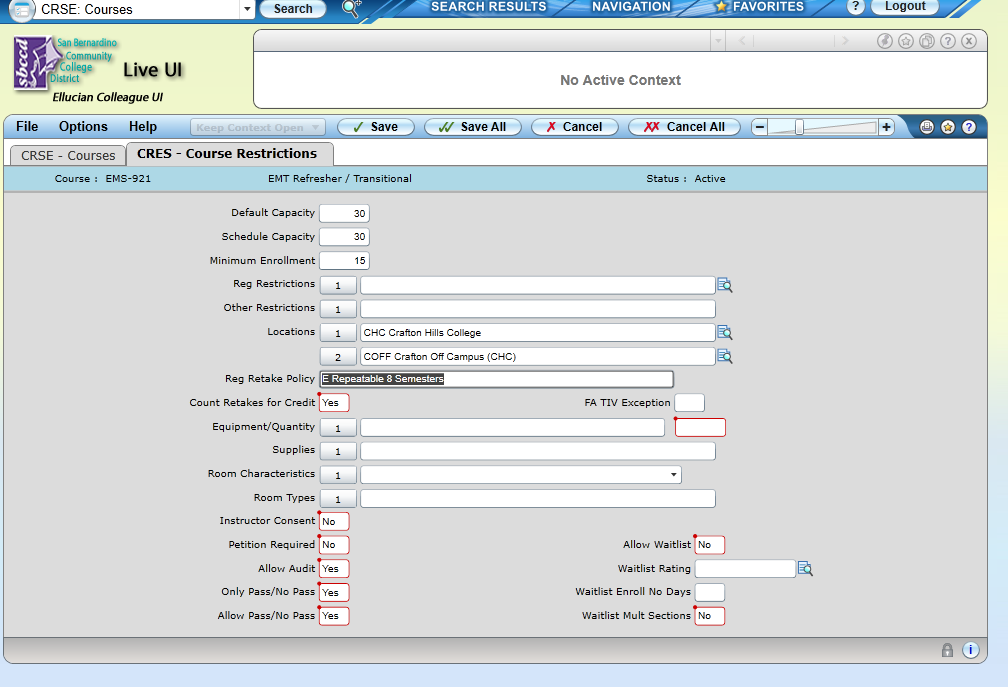 CRSE: Courses Search SEARCH RESULTS NAVIGATION FAVORITES ? Logout
sbccd San Bernardino Community College District Live UI
Ellucian Colleague UI
No Active Context
File Options Help Keep Context Open Save Save All Cancel Cancel All
CRSE - Courses CRES - Course Restrictions
Course : EMS-921 EMT Refresher / Transitional Status : Active
Default Capacity 30
Schedule Capacity 30
Minimum Enrollment 15
Reg Restrictions 1
Other Restrictions 1
Locations 1 CHC Crafton Hills College
2 COFF Crafton Off Campus (CHC)
Reg Retake Policy E Repeatable 8 Semesters
Count Retakes for Credit Yes FA TIV Exception
Equipment/Quantity 1
Supplies 1
Room Characteristics 1
Room Types 1
Instructor Consent No
Petition Required No Allow Waitlist No
Allow Audit Yes Waitlist Rating
Only Pass/No Pass Yes Waitlist Enroll No Days
Allow Pass/No Pass Yes Waitlist Mult Sections No